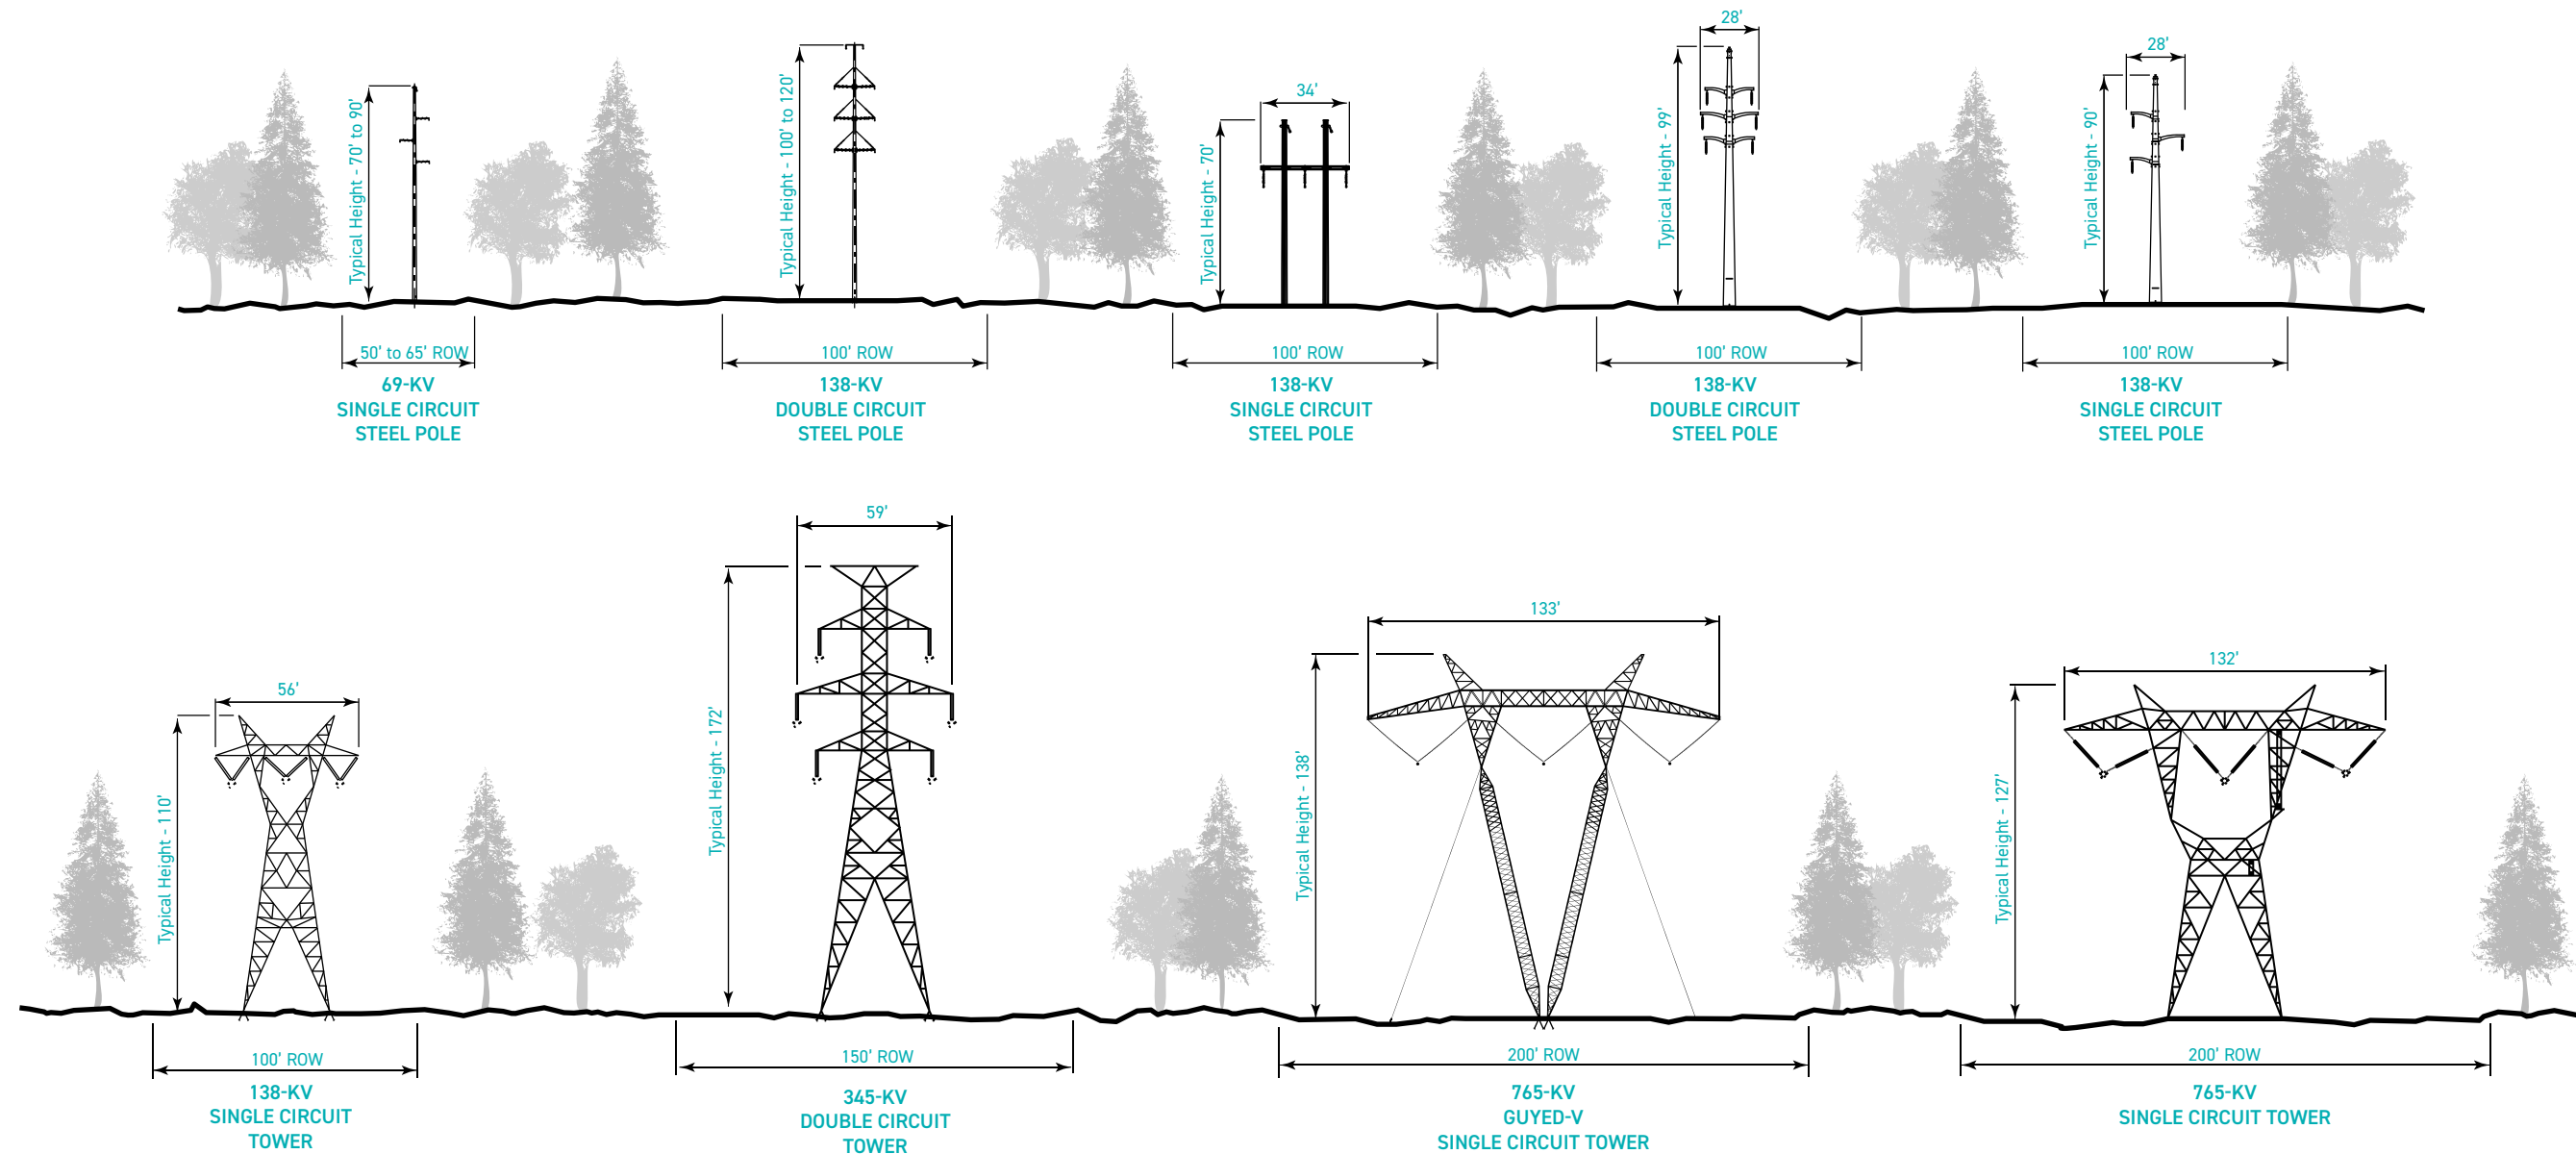 28'
28'
34'
Typical Height - 70' to 90'
Typical Height - 100' to 120'
Typical Height - 70'
Typical Height - 99'
Typical Height - 90'
50' to 65' ROW
100' ROW
100' ROW
100' ROW
100' ROW
69-KV
SINGLE CIRCUIT
STEEL POLE
138-KV
DOUBLE CIRCUIT
STEEL POLE
138-KV
SINGLE CIRCUIT
STEEL POLE
138-KV
DOUBLE CIRCUIT
STEEL POLE
138-KV
SINGLE CIRCUIT
STEEL POLE
56'
59'
133'
132'
Typical Height - 110'
Typical Height - 172'
Typical Height - 138'
Typical Height - 127'
100' ROW
150' ROW
200' ROW
200' ROW
138-KV
SINGLE CIRCUIT
TOWER
345-KV
DOUBLE CIRCUIT
TOWER
765-KV
GUYED-V
SINGLE CIRCUIT TOWER
765-KV
SINGLE CIRCUIT TOWER